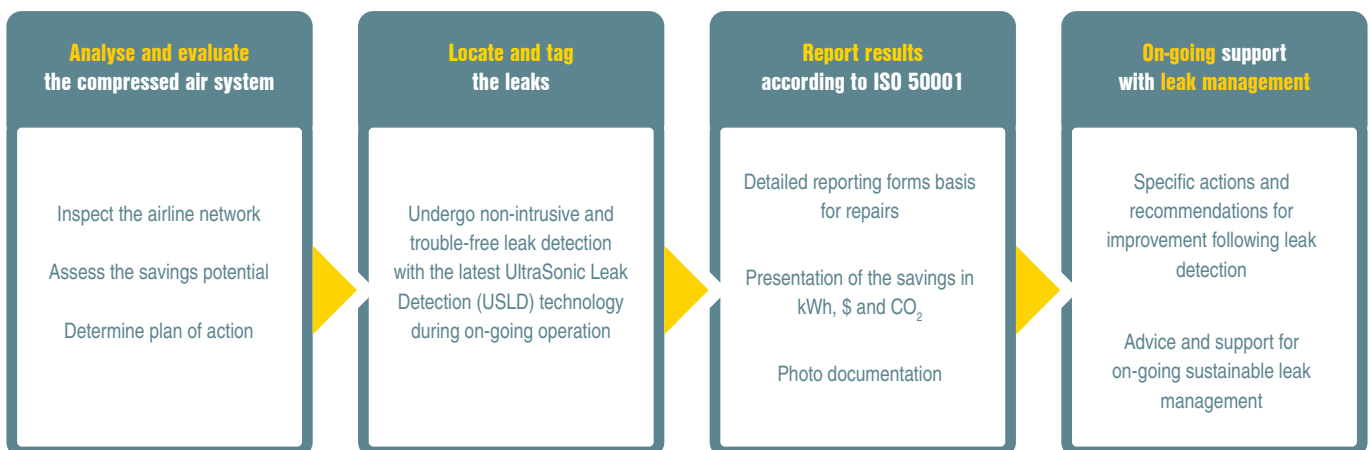 Analyse and evaluate
the compressed air system
Inspect the airline network
Assess the savings potential
Determine plan of action
Locate and tag
the leaks
Undergo non-intrusive and
trouble-free leak detection
with the latest UltraSonic Leak
Detection (USLD) technology
during on-going operation
Report results
according to ISO 50001
Detailed reporting forms basis
for repairs
Presentation of the savings in
kWh, $ and CO₂
Photo documentation
On-going support
with leak management
Specific actions and
recommendations for
improvement following leak
detection
Advice and support for
on-going sustainable leak
management